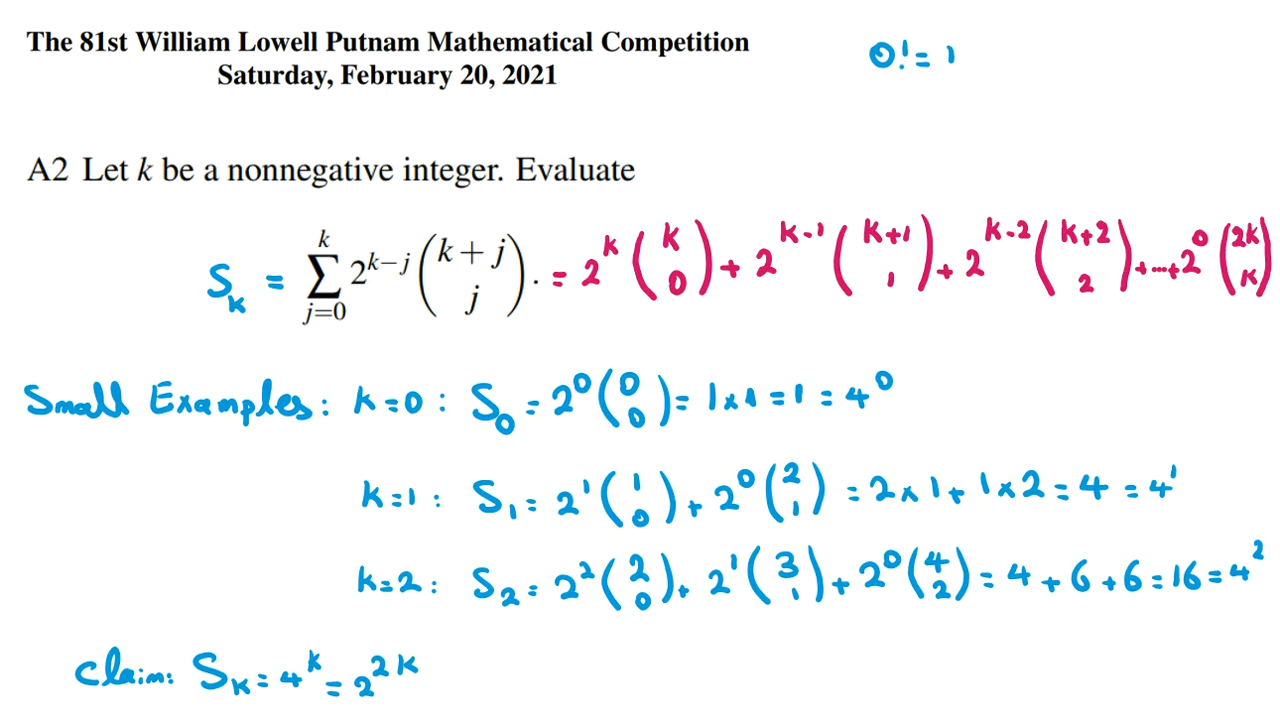 The 81st William Lowell Putnam Mathematical Competition
Saturday, February 20, 2021
0! = 1
A2 Let k be a nonnegative integer. Evaluate
S_k = \sum_{j=0}^{k} 2^{k-j} \binom{k+j}{j}. = 2^k \binom{k}{0} + 2^{k-1} \binom{k+1}{1} + 2^{k-2} \binom{k+2}{2} + ... + 2^0 \binom{2k}{k}
Small Examples: k=0 : S_0 = 2^0 \binom{0}{0} = 1 x 1 = 1 = 4^0
k=1 : S_1 = 2^1 \binom{1}{0} + 2^0 \binom{2}{1} = 2 x 1 + 1 x 2 = 4 = 4^1
k=2 : S_2 = 2^2 \binom{2}{0} + 2^1 \binom{3}{1} + 2^0 \binom{4}{2} = 4 + 6 + 6 = 16 = 4^2
Claim: S_k = 4^k = 2^{2k}